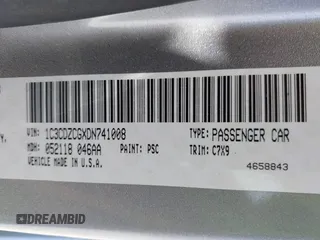 VIN: 1C3CDZCGXDN741008
TYPE: PASSENGER CAR
MDH: 052118 046AA
PAINT: PSC
TRIM: C7X9
VEHICLE MADE IN U.S.A.
4658843
DREAMBID